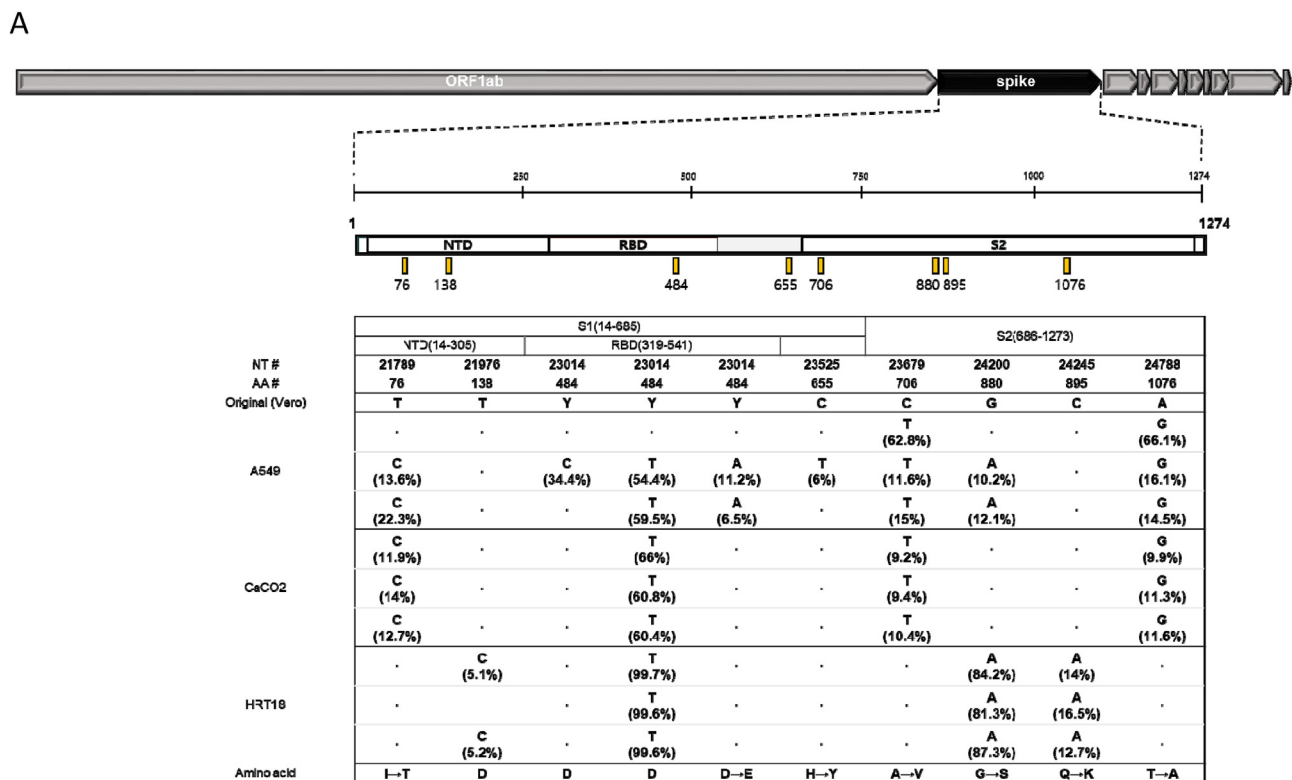 A
ORF1ab spike
250 500 750 1000 1274
1 1274
NTD RBD S2
76 138 484 655 706 880 895 1076
S1(14-685) S2(686-1273)
NTD(14-305) RBD(319-541)
NT # 21789 21976 23014 23014 23014 23525 23679 24200 24245 24788
AA # 76 138 484 484 484 655 706 880 895 1076
Original (Vero) T T Y Y Y C C G C A
. . . . . . T . . G
(62.8%) (66.1%)
A549 C . C T A T T A . G
(13.6%) (34.4%) (54.4%) (11.2%) (6%) (11.6%) (10.2%) (16.1%)
C . . T A . T A . G
(22.3%) (59.5%) (6.5%) (15%) (12.1%) (14.5%)
C . . T . . T . . G
(11.9%) (66%) (9.2%) (9.9%)
CaCO2 C . . T . . T . . G
(14%) (60.8%) (9.4%) (11.3%)
C . . T . . T . . G
(12.7%) (60.4%) (10.4%) (11.6%)
. C . T . . . A A .
(5.1%) (99.7%) (84.2%) (14%)
HRT18 . . . T . . . A A .
(99.6%) (81.3%) (16.5%)
. C . T . . . A A .
(5.2%) (99.6%) (87.3%) (12.7%)
Amino acid I→T D D D D→E H→Y A→V G→S Q→K T→A